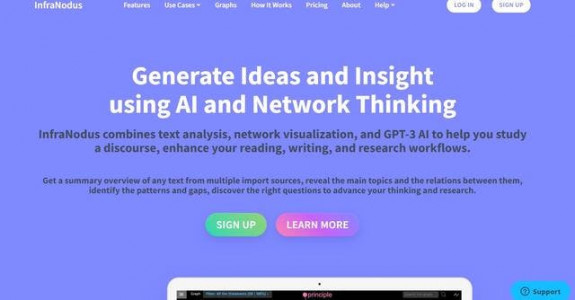 InfraNodus
Features Use Cases Graphs How It Works Pricing About Help
LOG IN SIGN UP
Generate Ideas and Insight
using AI and Network Thinking
InfraNodus combines text analysis, network visualization, and GPT-3 AI to help you study
a discourse, enhance your reading, writing, and research workflows.
Get a summary overview of any text from multiple import sources, reveal the main topics and the relations between them,
identify the patterns and gaps, discover the right questions to advance your thinking and research.
SIGN UP LEARN MORE
principle
Support